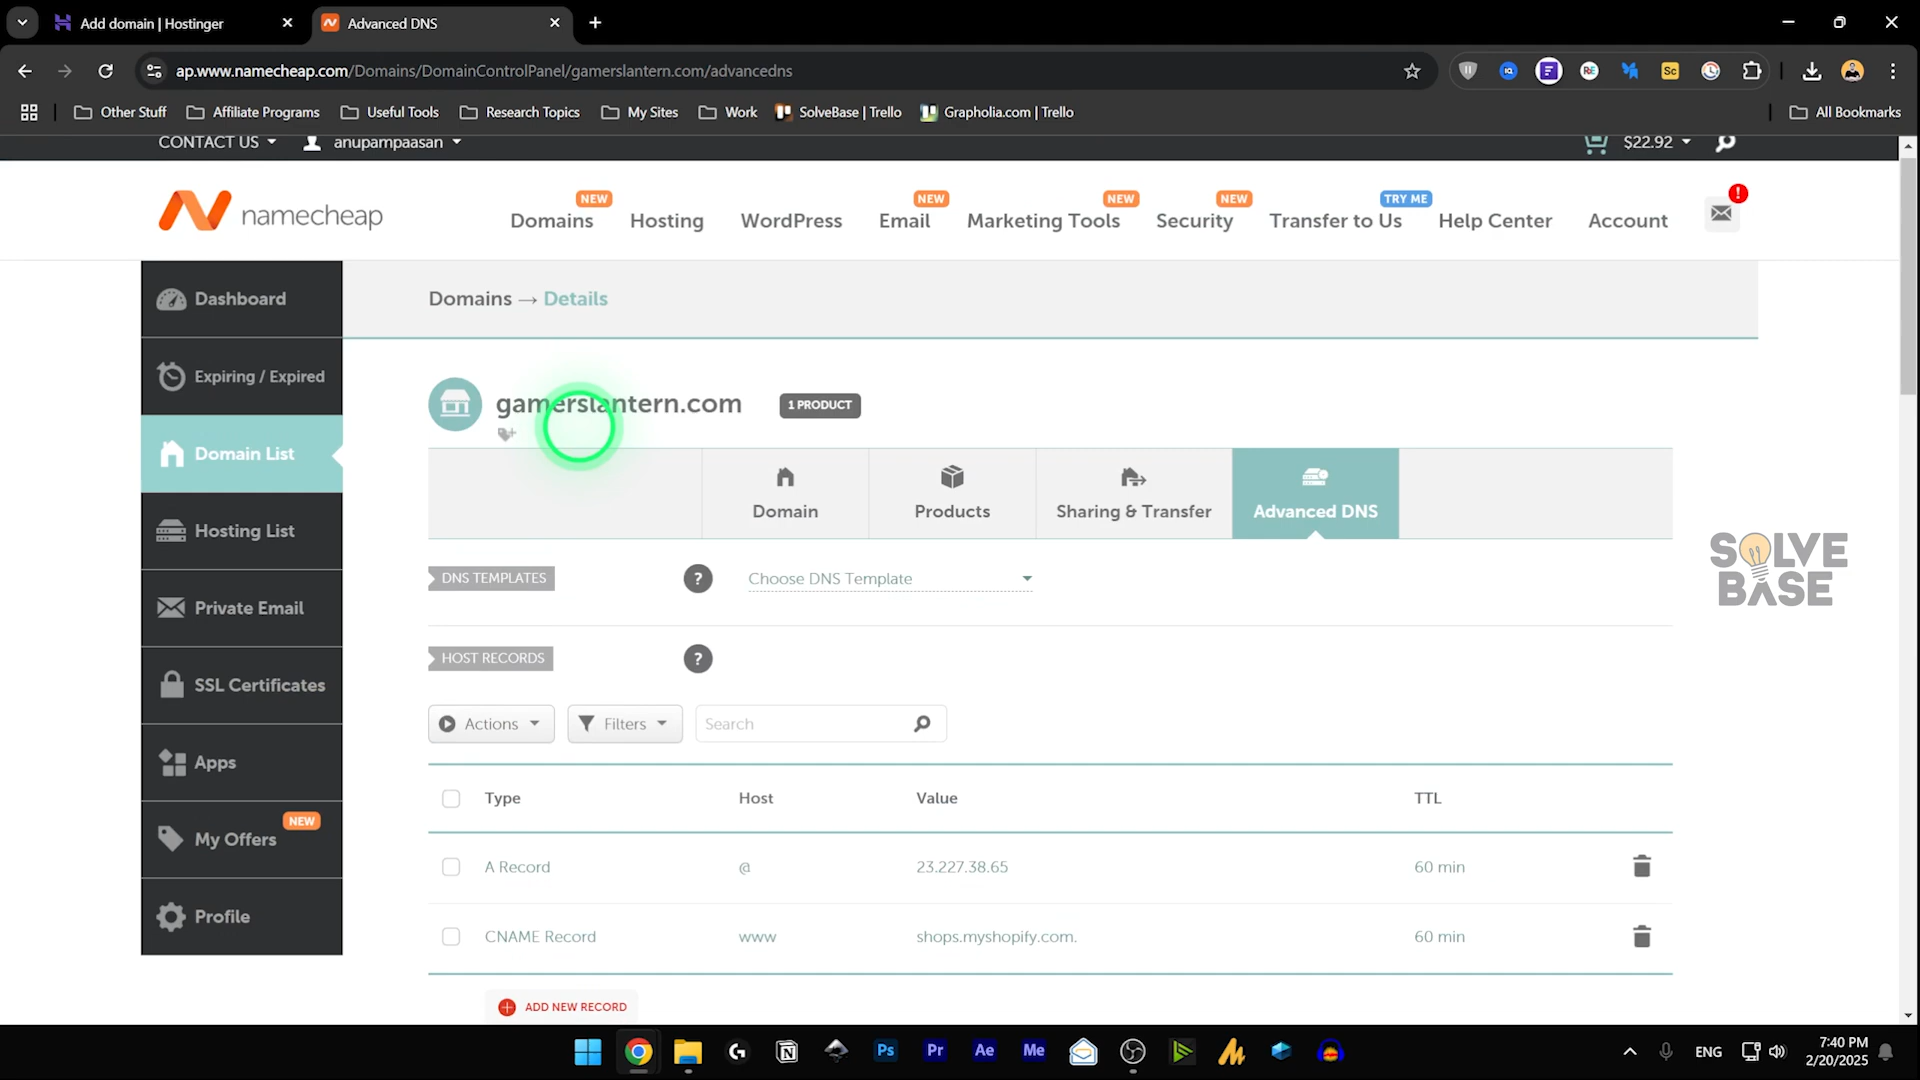 Add domain | Hostinger
Advanced DNS
ap.www.namecheap.com/Domains/DomainControlPanel/gamerslantern.com/advancedns
Other Stuff
Affiliate Programs
Useful Tools
Research Topics
My Sites
Work
SolveBase | Trello
Grapholia.com | Trello
All Bookmarks
CONTACT US
anupampaasan
$22.92
namecheap
Domains
NEW
Hosting
WordPress
Email
NEW
Marketing Tools
NEW
Security
NEW
Transfer to Us
TRY ME
Help Center
Account
!
Dashboard
Expiring / Expired
Domain List
Hosting List
Private Email
SSL Certificates
Apps
My Offers
NEW
Profile
Domains → Details
gamerslantern.com
1 PRODUCT
Domain
Products
Sharing & Transfer
Advanced DNS
DNS TEMPLATES
?
Choose DNS Template
HOST RECORDS
?
Actions
Filters
Search
Type Host Value TTL
A Record @ 23.227.38.65 60 min
CNAME Record www shops.myshopify.com. 60 min
ADD NEW RECORD
SOLVE
BASE
Ps
Pr
Ae
Me
ENG
7:40 PM
2/20/2025